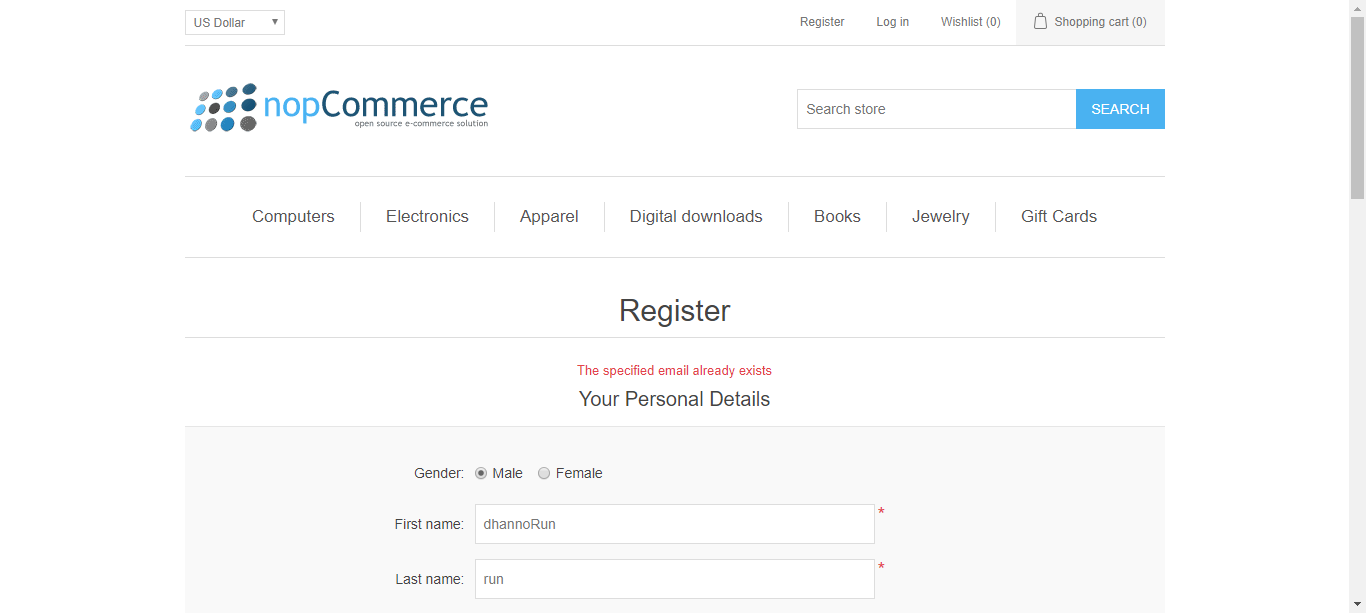 US Dollar Register Log in Wishlist (0) Shopping cart (0)
nopCommerce
open source e-commerce solution
Search store SEARCH
Computers Electronics Apparel Digital downloads Books Jewelry Gift Cards
Register
The specified email already exists
Your Personal Details
Gender: Male Female
First name: dhannoRun *
Last name: run *